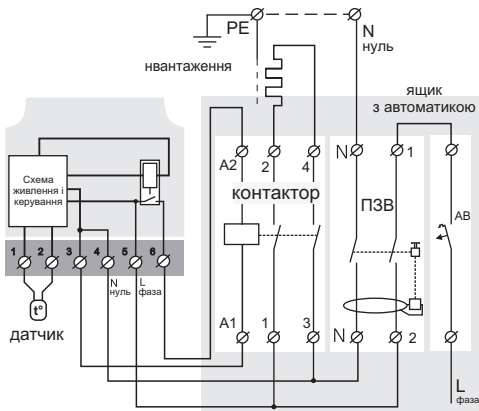 PE
N
нуль
нвантаження
ящик
з автоматикою
A2
2
4
N
1
контактор
ПЗВ
АВ
Схема
живлення і
керування
1
2
3
4
5
6
N
нуль
L
фаза
t°
датчик
A1
1
3
N
2
L
фаза